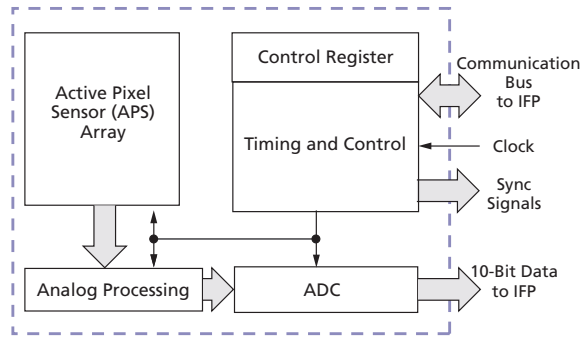 Active Pixel
Sensor (APS)
Array
Control Register
Timing and Control
Communication
Bus
to IFP
Clock
Sync
Signals
Analog Processing
ADC
10-Bit Data
to IFP